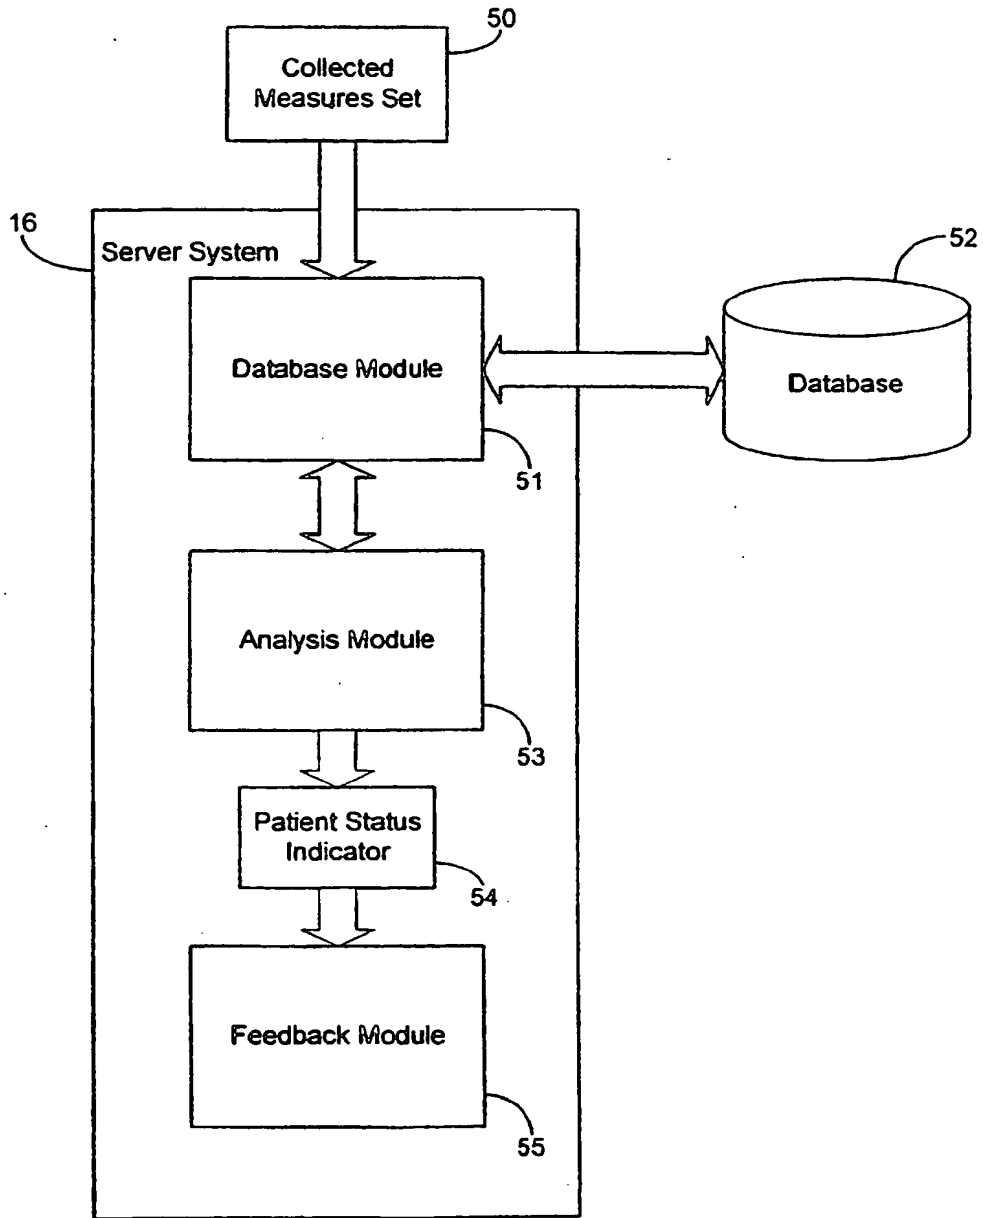 50
Collected
Measures Set
16
Server System
52
Database Module
Database
51
Analysis Module
53
Patient Status
Indicator
54
Feedback Module
55